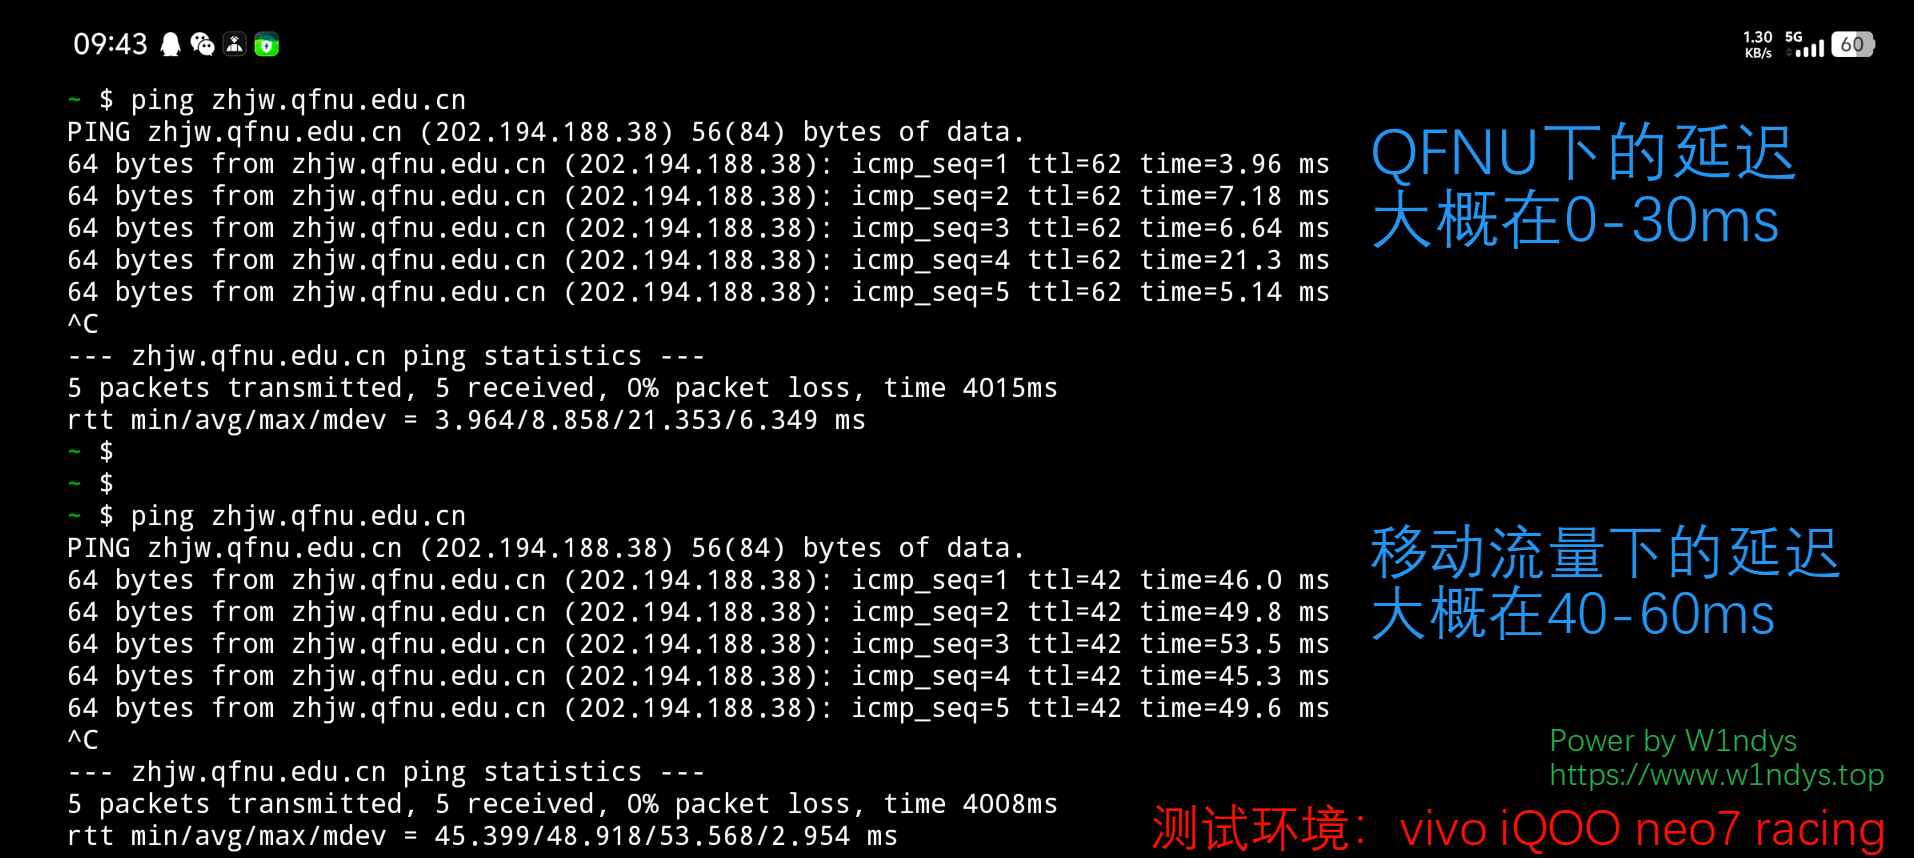 09:43
1.30 KB/s 5G 60
~ $ ping zhjw.qfnu.edu.cn
PING zhjw.qfnu.edu.cn (202.194.188.38) 56(84) bytes of data.
64 bytes from zhjw.qfnu.edu.cn (202.194.188.38): icmp_seq=1 ttl=62 time=3.96 ms
64 bytes from zhjw.qfnu.edu.cn (202.194.188.38): icmp_seq=2 ttl=62 time=7.18 ms
64 bytes from zhjw.qfnu.edu.cn (202.194.188.38): icmp_seq=3 ttl=62 time=6.64 ms
64 bytes from zhjw.qfnu.edu.cn (202.194.188.38): icmp_seq=4 ttl=62 time=21.3 ms
64 bytes from zhjw.qfnu.edu.cn (202.194.188.38): icmp_seq=5 ttl=62 time=5.14 ms
^C
--- zhjw.qfnu.edu.cn ping statistics ---
5 packets transmitted, 5 received, 0% packet loss, time 4015ms
rtt min/avg/max/mdev = 3.964/8.858/21.353/6.349 ms
~ $
~ $
~ $ ping zhjw.qfnu.edu.cn
PING zhjw.qfnu.edu.cn (202.194.188.38) 56(84) bytes of data.
64 bytes from zhjw.qfnu.edu.cn (202.194.188.38): icmp_seq=1 ttl=42 time=46.0 ms
64 bytes from zhjw.qfnu.edu.cn (202.194.188.38): icmp_seq=2 ttl=42 time=49.8 ms
64 bytes from zhjw.qfnu.edu.cn (202.194.188.38): icmp_seq=3 ttl=42 time=53.5 ms
64 bytes from zhjw.qfnu.edu.cn (202.194.188.38): icmp_seq=4 ttl=42 time=45.3 ms
64 bytes from zhjw.qfnu.edu.cn (202.194.188.38): icmp_seq=5 ttl=42 time=49.6 ms
^C
--- zhjw.qfnu.edu.cn ping statistics ---
5 packets transmitted, 5 received, 0% packet loss, time 4008ms
rtt min/avg/max/mdev = 45.399/48.918/53.568/2.954 ms
QFNU下的延迟
大概在0-30ms
移动流量下的延迟
大概在40-60ms
Power by W1ndys
https://www.w1ndys.top
测试环境：vivo iQOO neo7 racing